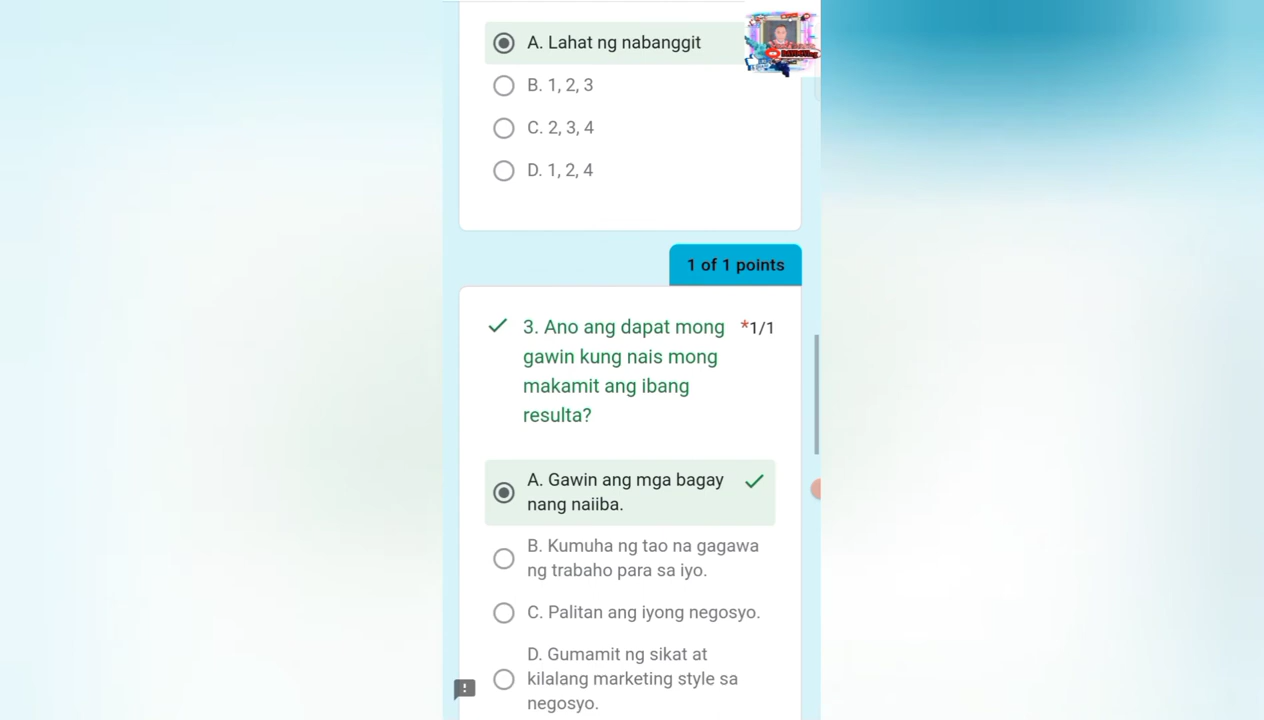 A. Lahat ng nabanggit
B. 1, 2, 3
C. 2, 3, 4
D. 1, 2, 4
1 of 1 points
3. Ano ang dapat mong *1/1
gawin kung nais mong
makamit ang ibang
resulta?
A. Gawin ang mga bagay
nang naiiba.
B. Kumuha ng tao na gagawa
ng trabaho para sa iyo.
C. Palitan ang iyong negosyo.
D. Gumamit ng sikat at
kilalang marketing style sa
negosyo.